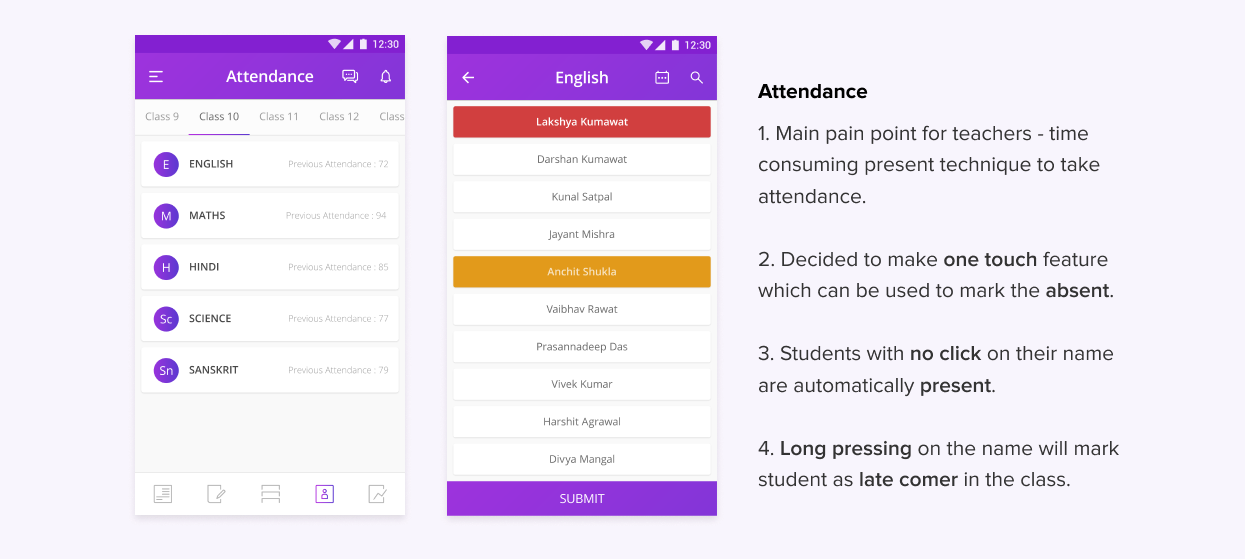 12:30
Attendance
Class 9 Class 10 Class 11 Class 12 Class
E ENGLISH Previous Attendance : 72
M MATHS Previous Attendance : 94
H HINDI Previous Attendance : 85
Sc SCIENCE Previous Attendance : 77
Sn SANSKRIT Previous Attendance : 79
12:30
English
Lakshya Kumawat
Darshan Kumawat
Kunal Satpal
Jayant Mishra
Anchit Shukla
Vaibhav Rawat
Prasannadeep Das
Vivek Kumar
Harshit Agrawal
Divya Mangal
SUBMIT
Attendance
1. Main pain point for teachers - time
consuming present technique to take
attendance.
2. Decided to make one touch feature
which can be used to mark the absent.
3. Students with no click on their name
are automatically present.
4. Long pressing on the name will mark
student as late comer in the class.